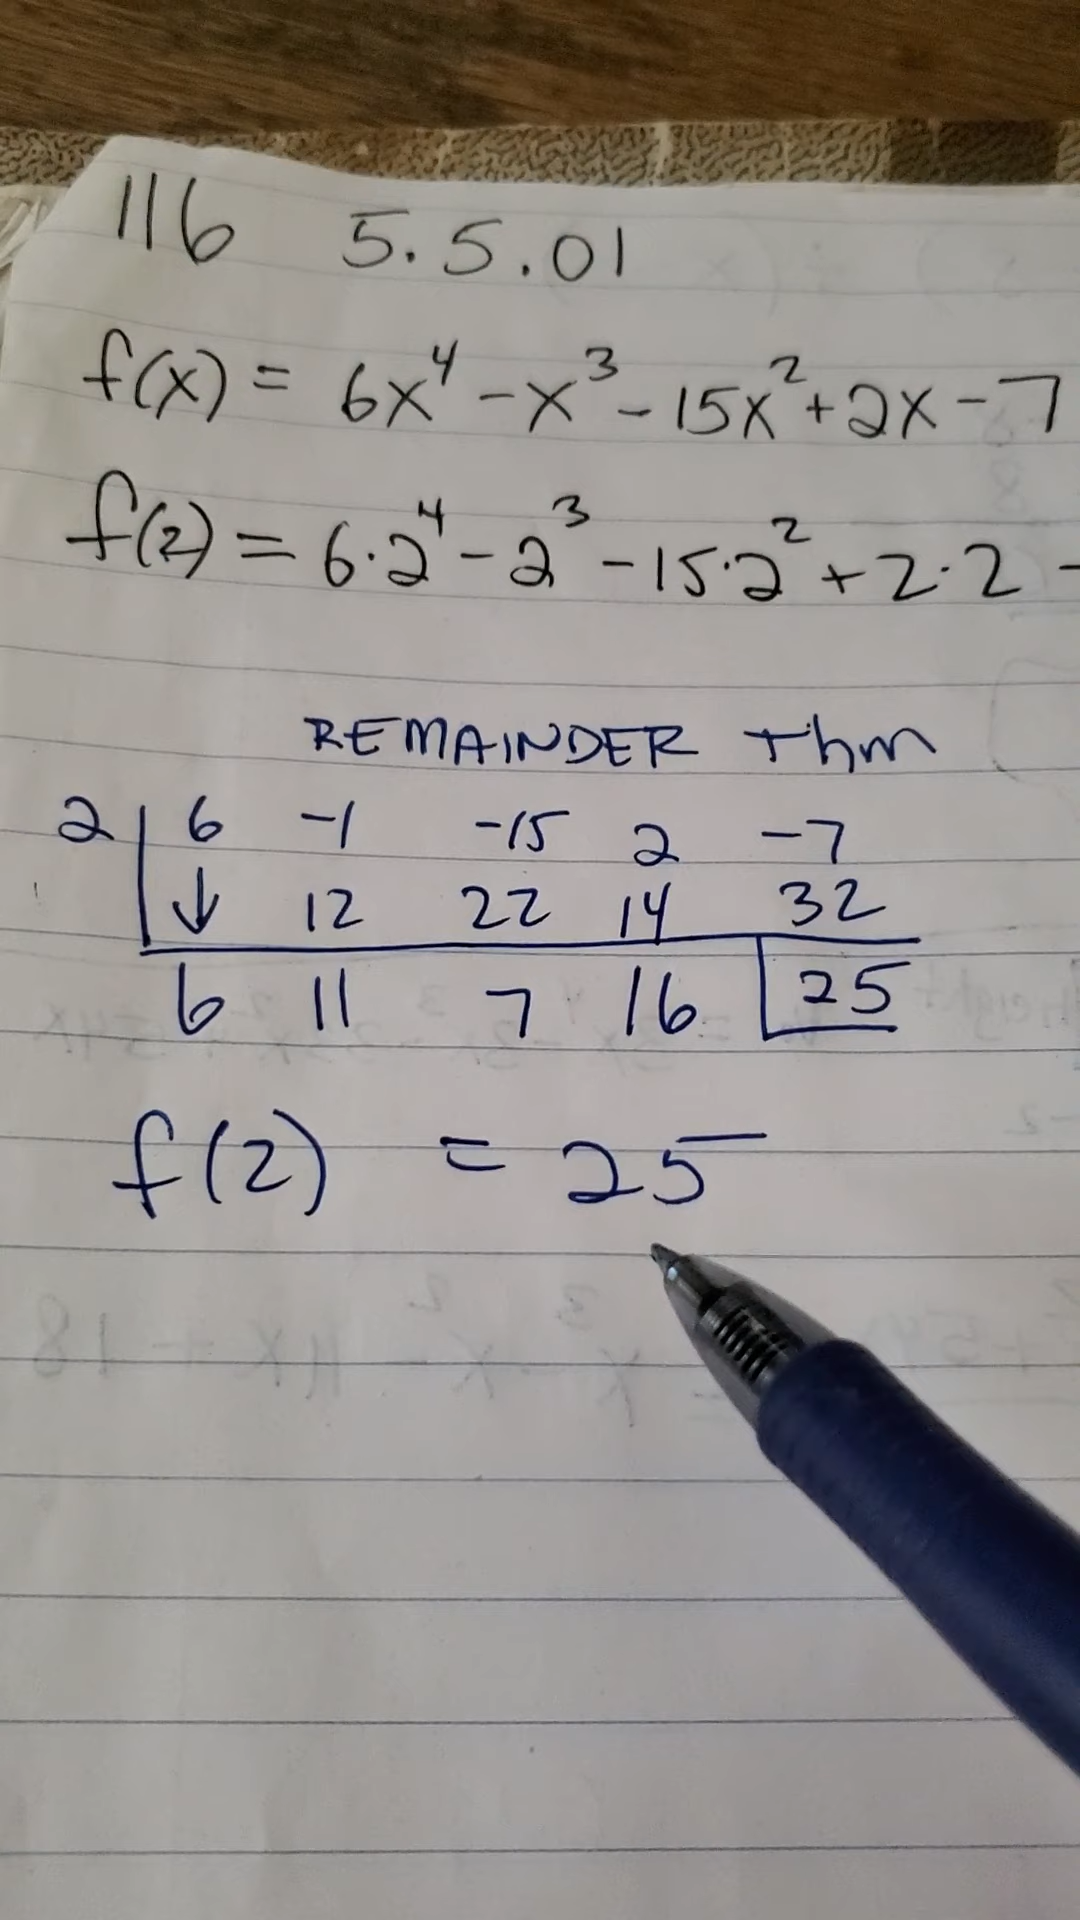 116 5.5.01
f(x) = 6x⁴ - x³ - 15x² + 2x - 7
f(2) = 6·2⁴ - 2³ - 15·2² + 2·2 -
REMAINDER Thm
2 6 -1 -15 2 -7
↓ 12 22 14 32
6 11 7 16 25
f(2) = 25